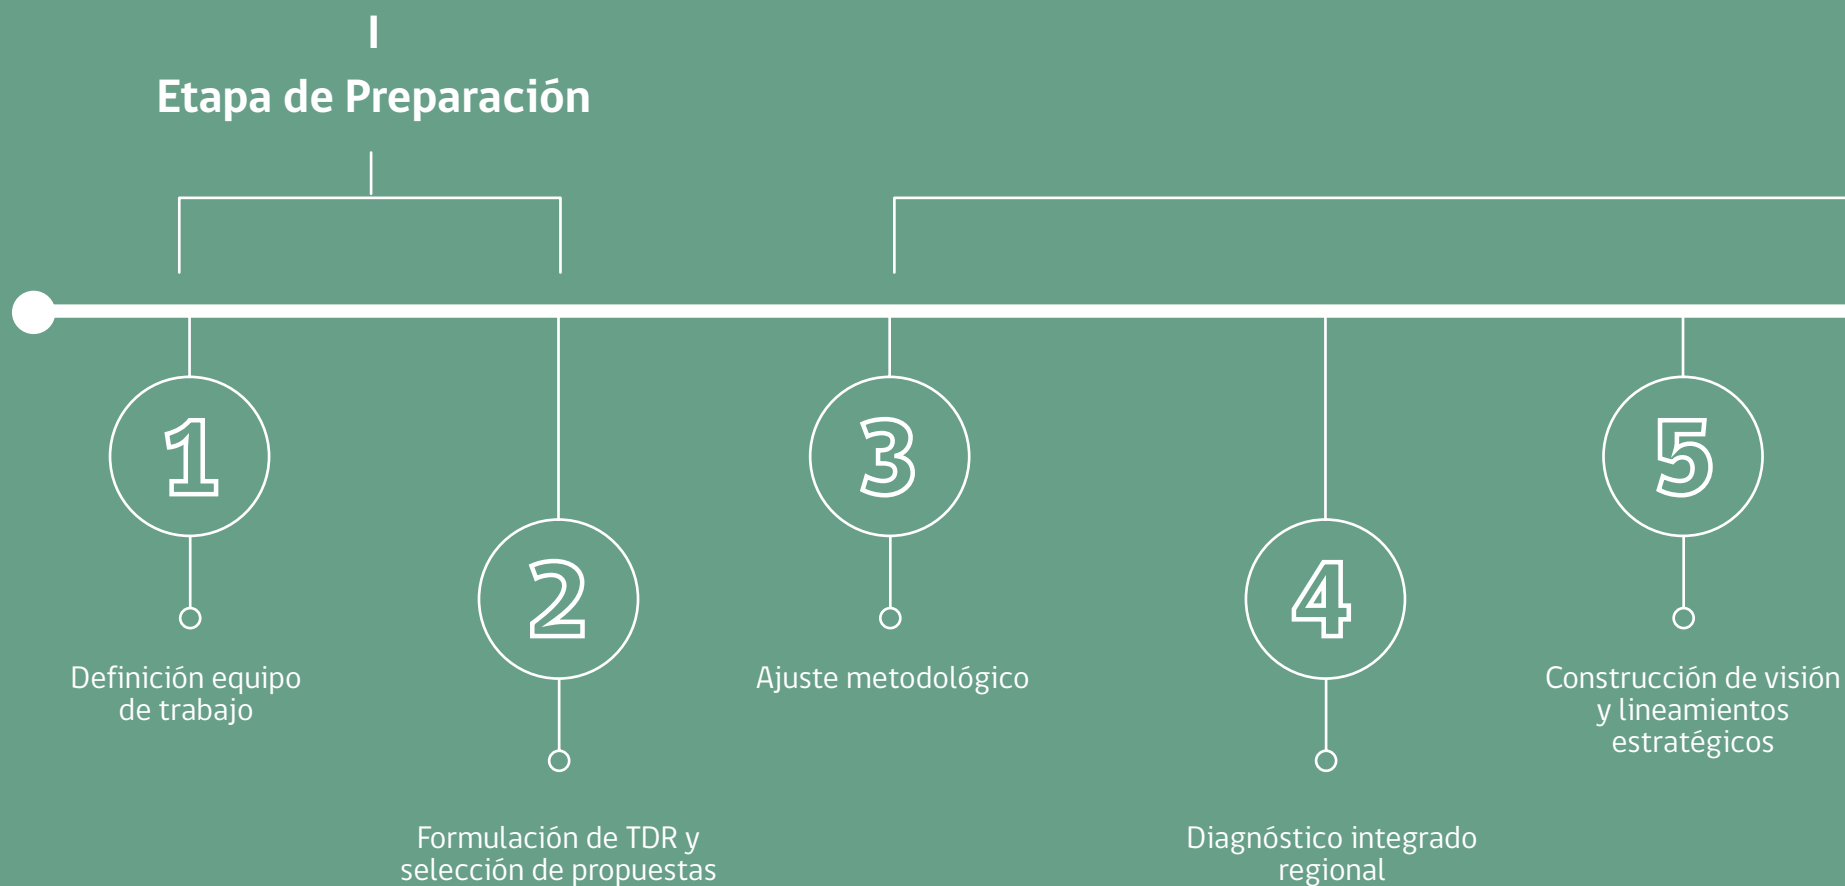 I
Etapa de Preparación
1
Definición equipo
de trabajo
2
Formulación de TDR y
selección de propuestas
3
Ajuste metodológico
4
Diagnóstico integrado
regional
5
Construcción de visión
y lineamientos
estratégicos